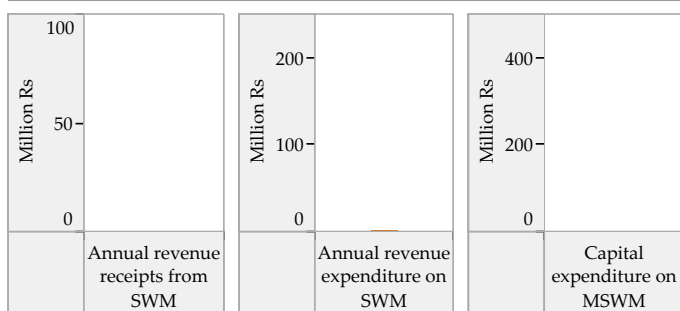 100
50
0
Million Rs
Annual revenue
receipts from
SWM
200
100
0
Million Rs
Annual revenue
expenditure on
SWM
400
200
0
Million Rs
Capital
expenditure on
MSWM